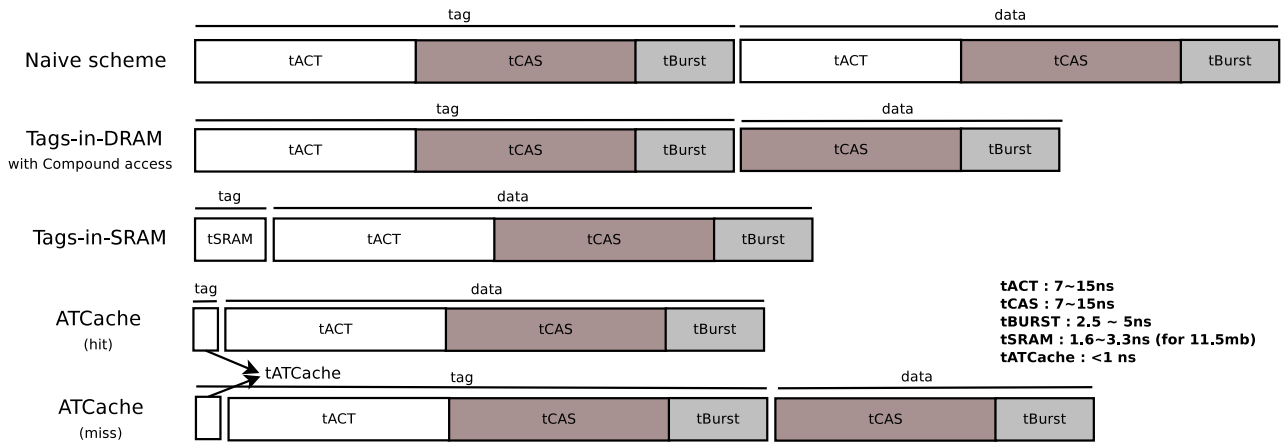 tag data
Naive scheme tACT tCAS tBurst tACT tCAS tBurst
tag data
Tags-in-DRAM
with Compound access
tACT tCAS tBurst tCAS tBurst
tag data
Tags-in-SRAM tSRAM tACT tCAS tBurst
tag data
ATCache
(hit)
tACT tCAS tBurst
tACT : 7~15ns
tCAS : 7~15ns
tBURST : 2.5 ~ 5ns
tSRAM : 1.6~3.3ns (for 11.5mb)
tATCache : <1 ns
tATCache
tag data
ATCache
(miss)
tACT tCAS tBurst tCAS tBurst